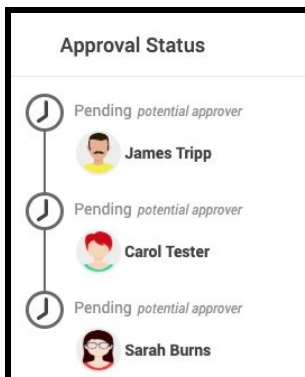 Approval Status
Pending potential approver
James Tripp
Pending potential approver
Carol Tester
Pending potential approver
Sarah Burns